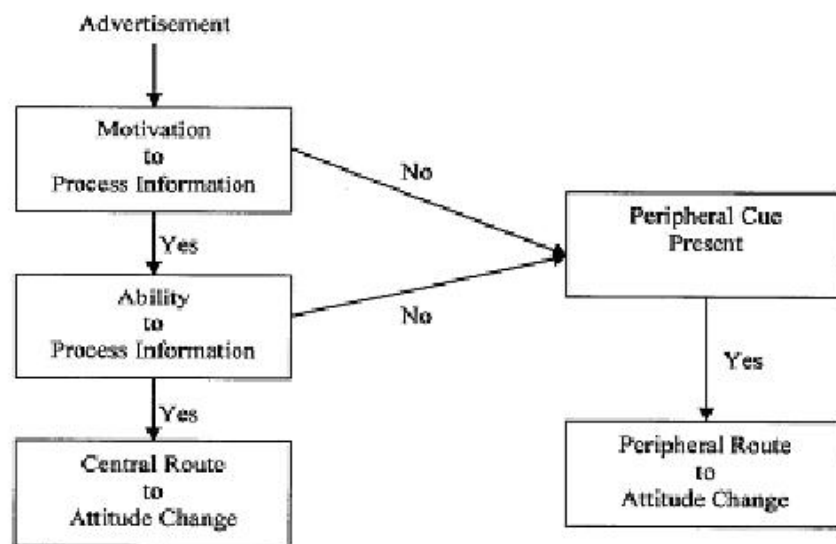 Advertisement
Motivation
to
Process Information
No
Peripheral Cue
Present
Yes
Ability
to
Process Information
No
Yes
Yes
Central Route
to
Attitude Change
Peripheral Route
to
Attitude Change